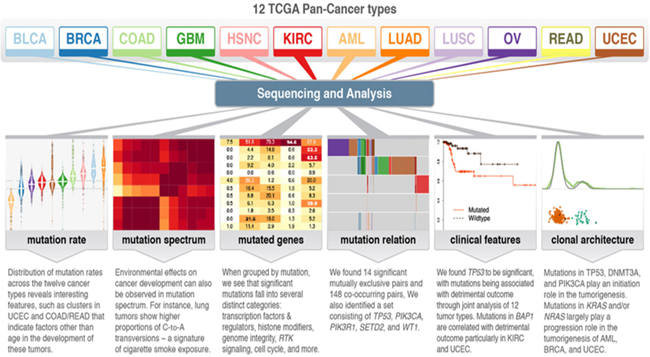 12 TCGA Pan-Cancer types
BLCA BRCA COAD GBM HSNC KIRC AML LUAD LUSC OV READ UCEC
Sequencing and Analysis
Mutated
Wildtype
mutation rate
mutation spectrum
mutated genes
mutation relation
clinical features
clonal architecture
Distribution of mutation rates
across the twelve cancer
types reveals interesting
features, such as clusters in
UCEC and COAD/READ that
indicate factors other than
age in the development of
these tumors.
Environmental effects on
cancer development can also
be observed in mutation
spectrum. For instance, lung
tumors show higher
proportions of C-to-A
transversions – a signature
of cigarette smoke exposure.
When grouped by mutation,
we see that significant
mutations fall into several
distinct categories:
transcription factors &
regulators, histone modifiers,
genome integrity, RTK
signaling, cell cycle, and more.
We found 14 significant
mutually exclusive pairs and
148 co-occurring pairs. We
also identified a set
consisting of TP53, PIK3CA,
PIK3R1, SETD2, and WT1.
We found TP53 to be significant,
with mutations being associated
with detrimental outcome
through joint analysis of 12
tumor types. Mutations in BAP1
are correlated with detrimental
outcome particularly in KIRC
and UCEC.
Mutations in TP53, DNMT3A,
and PIK3CA play an initiation
role in the tumorigenesis.
Mutations in KRAS and/or
NRAS largely play a
progression role in the
tumorigenesis of AML,
BRCA, and UCEC.